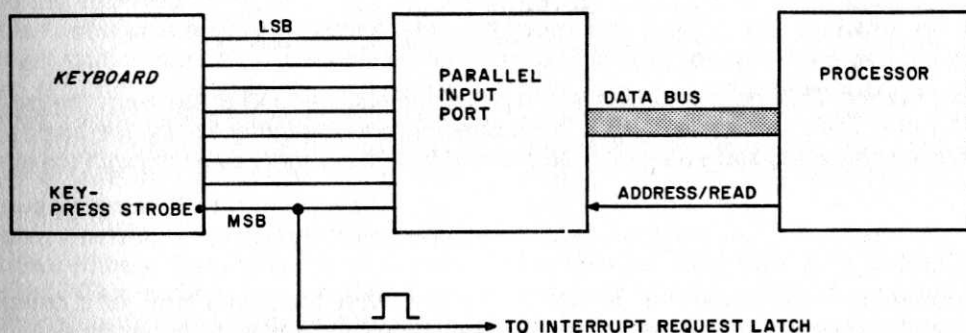 LSB
KEYBOARD
PARALLEL
INPUT
PORT
PROCESSOR
DATA BUS
KEY-
PRESS STROBE
MSB
ADDRESS/READ
TO INTERRUPT REQUEST LATCH